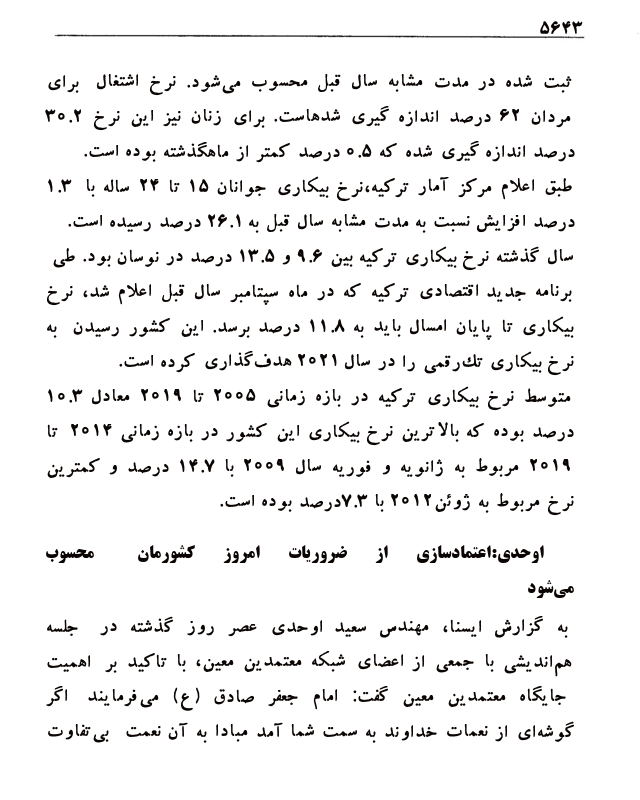 ۵۶۴۳
ثبت شده در مدت مشابه سال قبل محسوب می‌شود. نرخ اشتغال برای
مردان ۶۲ درصد اندازه گیری شدهاست. برای زنان نیز این نرخ ۳۰.۲
درصد اندازه گیری شده که ۰.۵ درصد کمتر از ماهگذشته بوده است.
طبق اعلام مرکز آمار ترکیه،نرخ بیکاری جوانان ۱۵ تا ۲۴ ساله با ۱.۳
درصد افزایش نسبت به مدت مشابه سال قبل به ۲۶.۱ درصد رسیده است.
سال گذشته نرخ بیکاری ترکیه بین ۹.۶ و ۱۳.۵ درصد در نوسان بود. طی
برنامه جدید اقتصادی ترکیه که در ماه سپتامبر سال قبل اعلام شد، نرخ
بیکاری تا پایان امسال باید به ۱۱.۸ درصد برسد. این کشور رسیدن به
نرخ بیکاری تك‌رقمی را در سال ۲۰۲۱ هدف‌گذاری کرده است.
متوسط نرخ بیکاری ترکیه در بازه زمانی ۲۰۰۵ تا ۲۰۱۹ معادل ۱۰.۳
درصد بوده که بالاترین نرخ بیکاری این کشور در بازه زمانی ۲۰۱۴ تا
۲۰۱۹ مربوط به ژانویه و فوریه سال ۲۰۰۹ با ۱۴.۷ درصد و کمترین
نرخ مربوط به ژوئن۲۰۱۲ با ۷.۳درصد بوده است.
اوحدی:اعتمادسازی از ضروریات امروز کشورمان محسوب
می‌شود
به گزارش ایسنا، مهندس سعید اوحدی عصر روز گذشته در جلسه
هم‌اندیشی با جمعی از اعضای شبکه معتمدین معین، با تاکید بر اهمیت
جایگاه معتمدین معین گفت: امام جعفر صادق (ع) می‌فرمایند اگر
گوشه‌ای از نعمات خداوند به سمت شما آمد مبادا به آن نعمت بی‌تفاوت